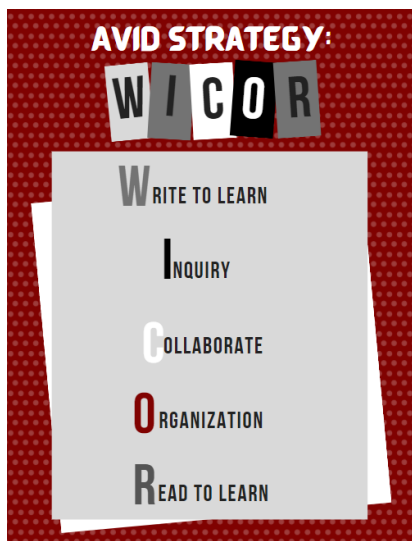 AVID STRATEGY:
WICOR
WRITE TO LEARN
INQUIRY
COLLABORATE
ORGANIZATION
READ TO LEARN